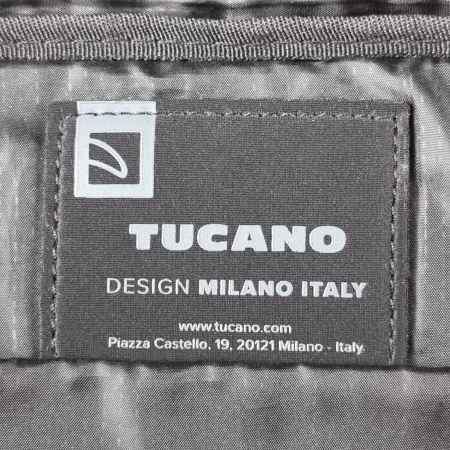 TUCANO
DESIGN MILANO ITALY
www.tucano.com
Piazza Castello, 19, 20121 Milano - Italy